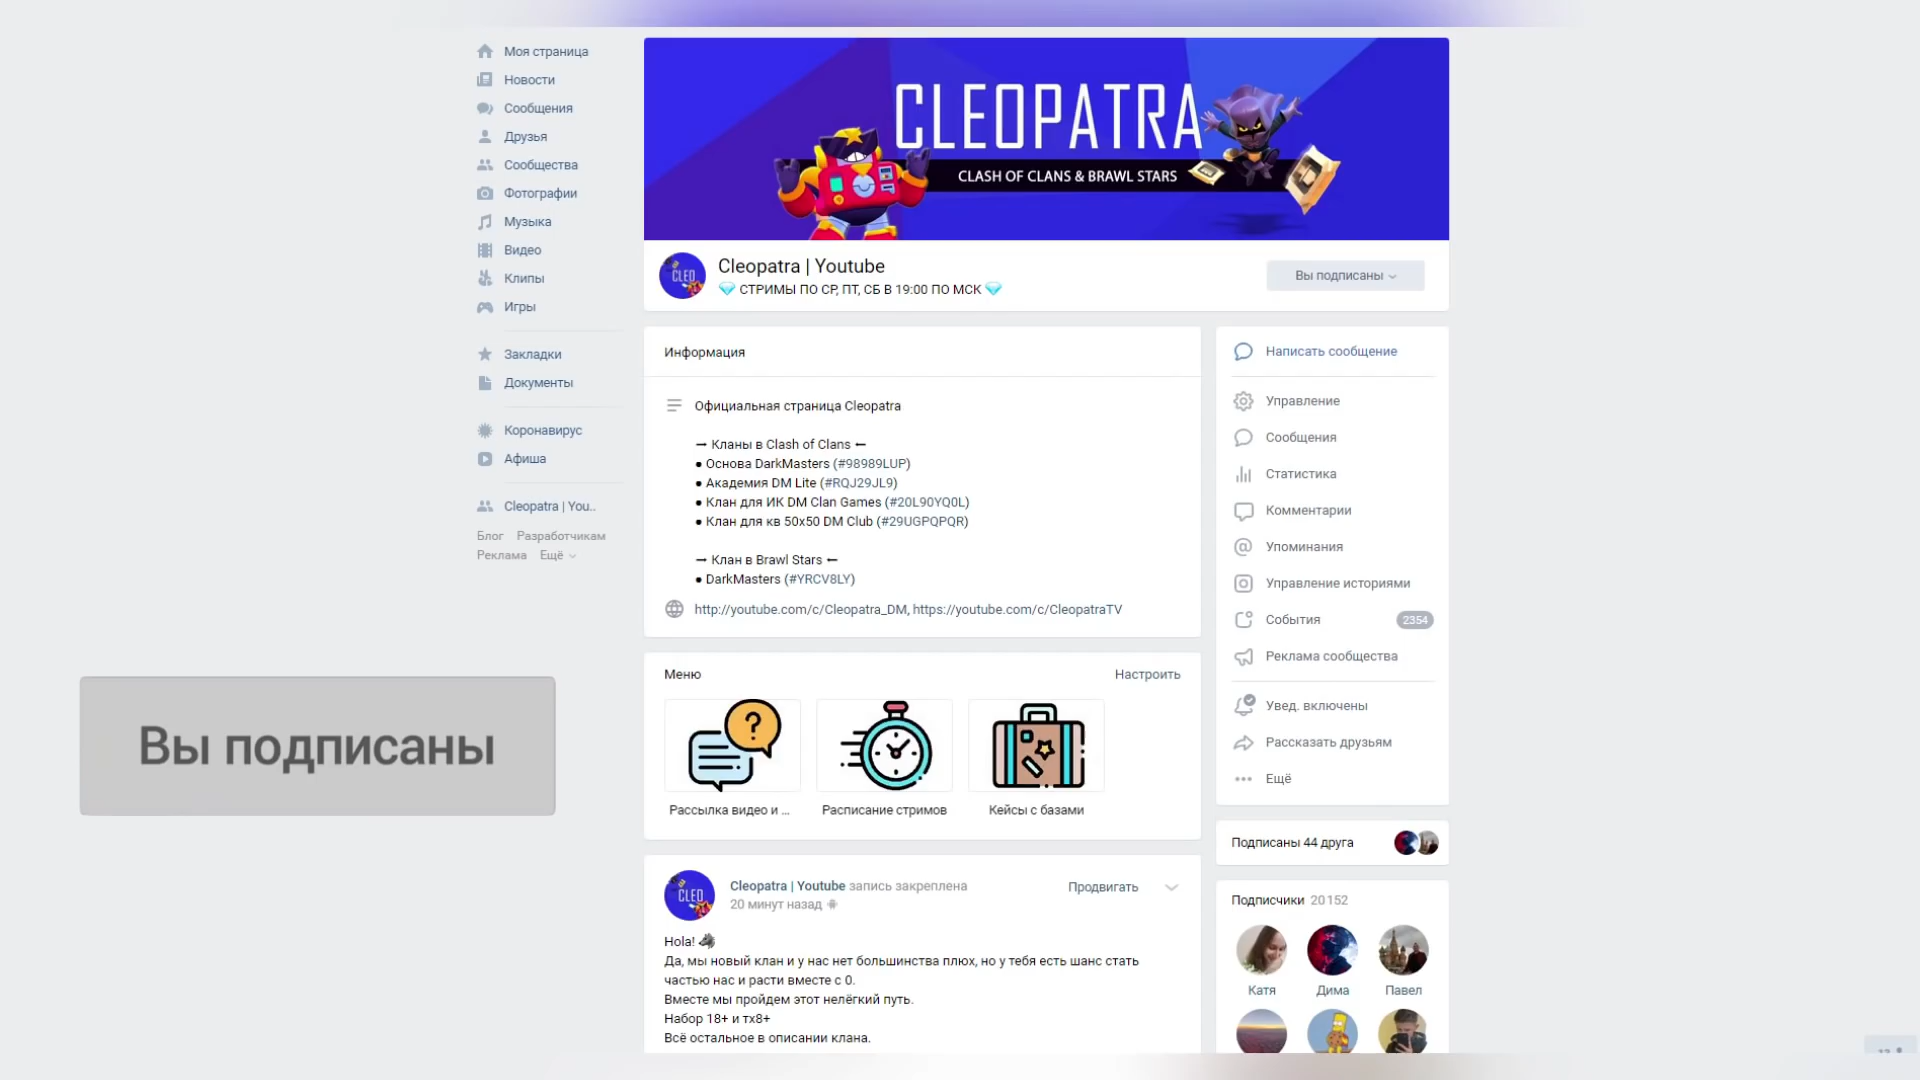 Моя страница
Новости
Сообщения
Друзья
Сообщества
Фотографии
Музыка
Видео
Клипы
Игры
Закладки
Документы
Коронавирус
Афиша
Cleopatra | You..
Блог Разработчикам
Реклама Ещё
CLEOPATRA
CLASH OF CLANS & BRAWL STARS
CLEO
Cleopatra | Youtube
💎 СТРИМЫ ПО СР, ПТ, СБ В 19:00 ПО МСК 💎
Вы подписаны
Информация
Официальная страница Cleopatra
→ Кланы в Clash of Clans ←
● Основа DarkMasters (#98989LUP)
● Академия DM Lite (#RQJ29JL9)
● Клан для ИК DM Clan Games (#20L90YQ0L)
● Клан для кв 50x50 DM Club (#29UGPQPQR)
→ Клан в Brawl Stars ←
● DarkMasters (#YRCV8LY)
http://youtube.com/c/Cleopatra_DM, https://youtube.com/c/CleopatraTV
Меню
Настроить
Рассылка видео и ...
Расписание стримов
Кейсы с базами
CLEO
Cleopatra | Youtube запись закреплена
20 минут назад
Продвигать
Hola! 🐗
Да, мы новый клан и у нас нет большинства плюх, но у тебя есть шанс стать
частью нас и расти вместе с 0.
Вместе мы пройдем этот нелёгкий путь.
Набор 18+ и тх8+
Всё остальное в описании клана.
Написать сообщение
Управление
Сообщения
Статистика
Комментарии
Упоминания
Управление историями
События 2354
Реклама сообщества
Увед. включены
Рассказать друзьям
Ещё
Подписаны 44 друга
Подписчики 20 152
Катя
Дима
Павел
Вы подписаны